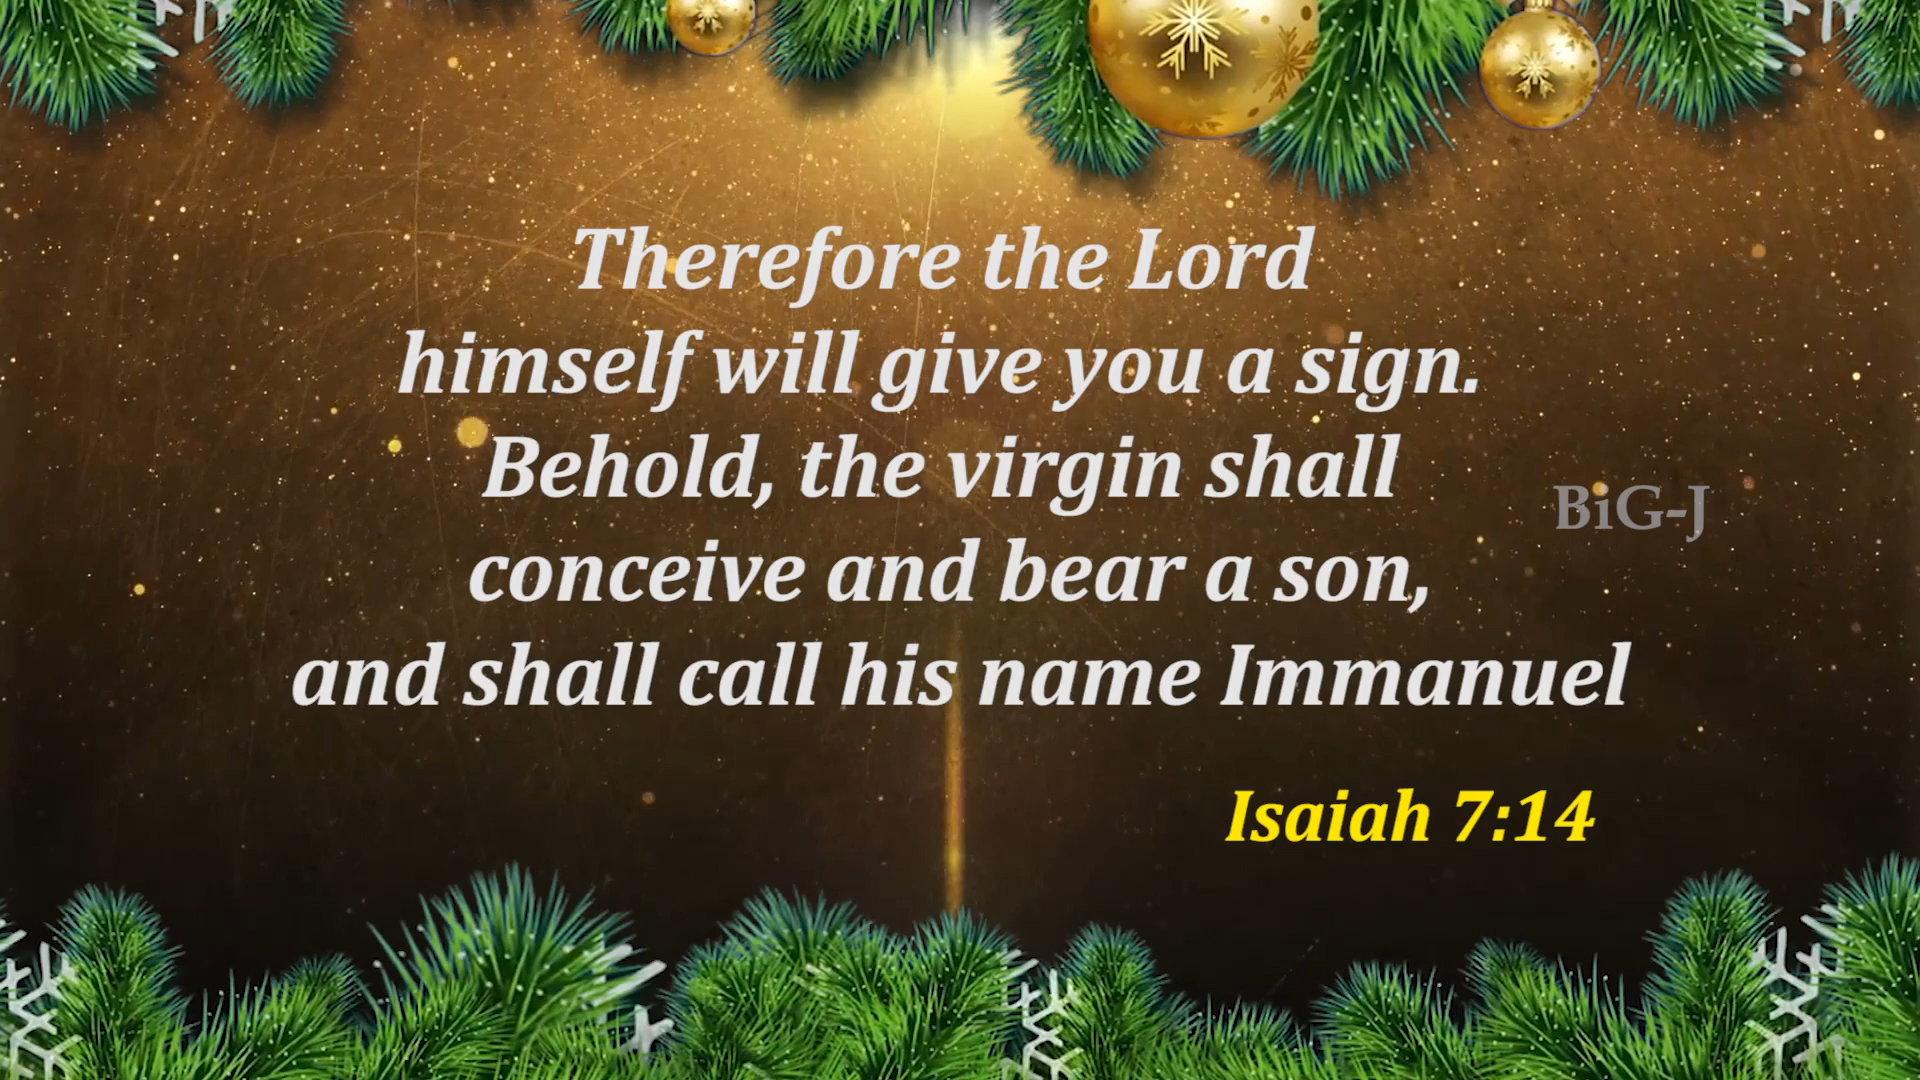 Therefore the Lord
himself will give you a sign.
Behold, the virgin shall
conceive and bear a son,
and shall call his name Immanuel
Isaiah 7:14
BiG-J